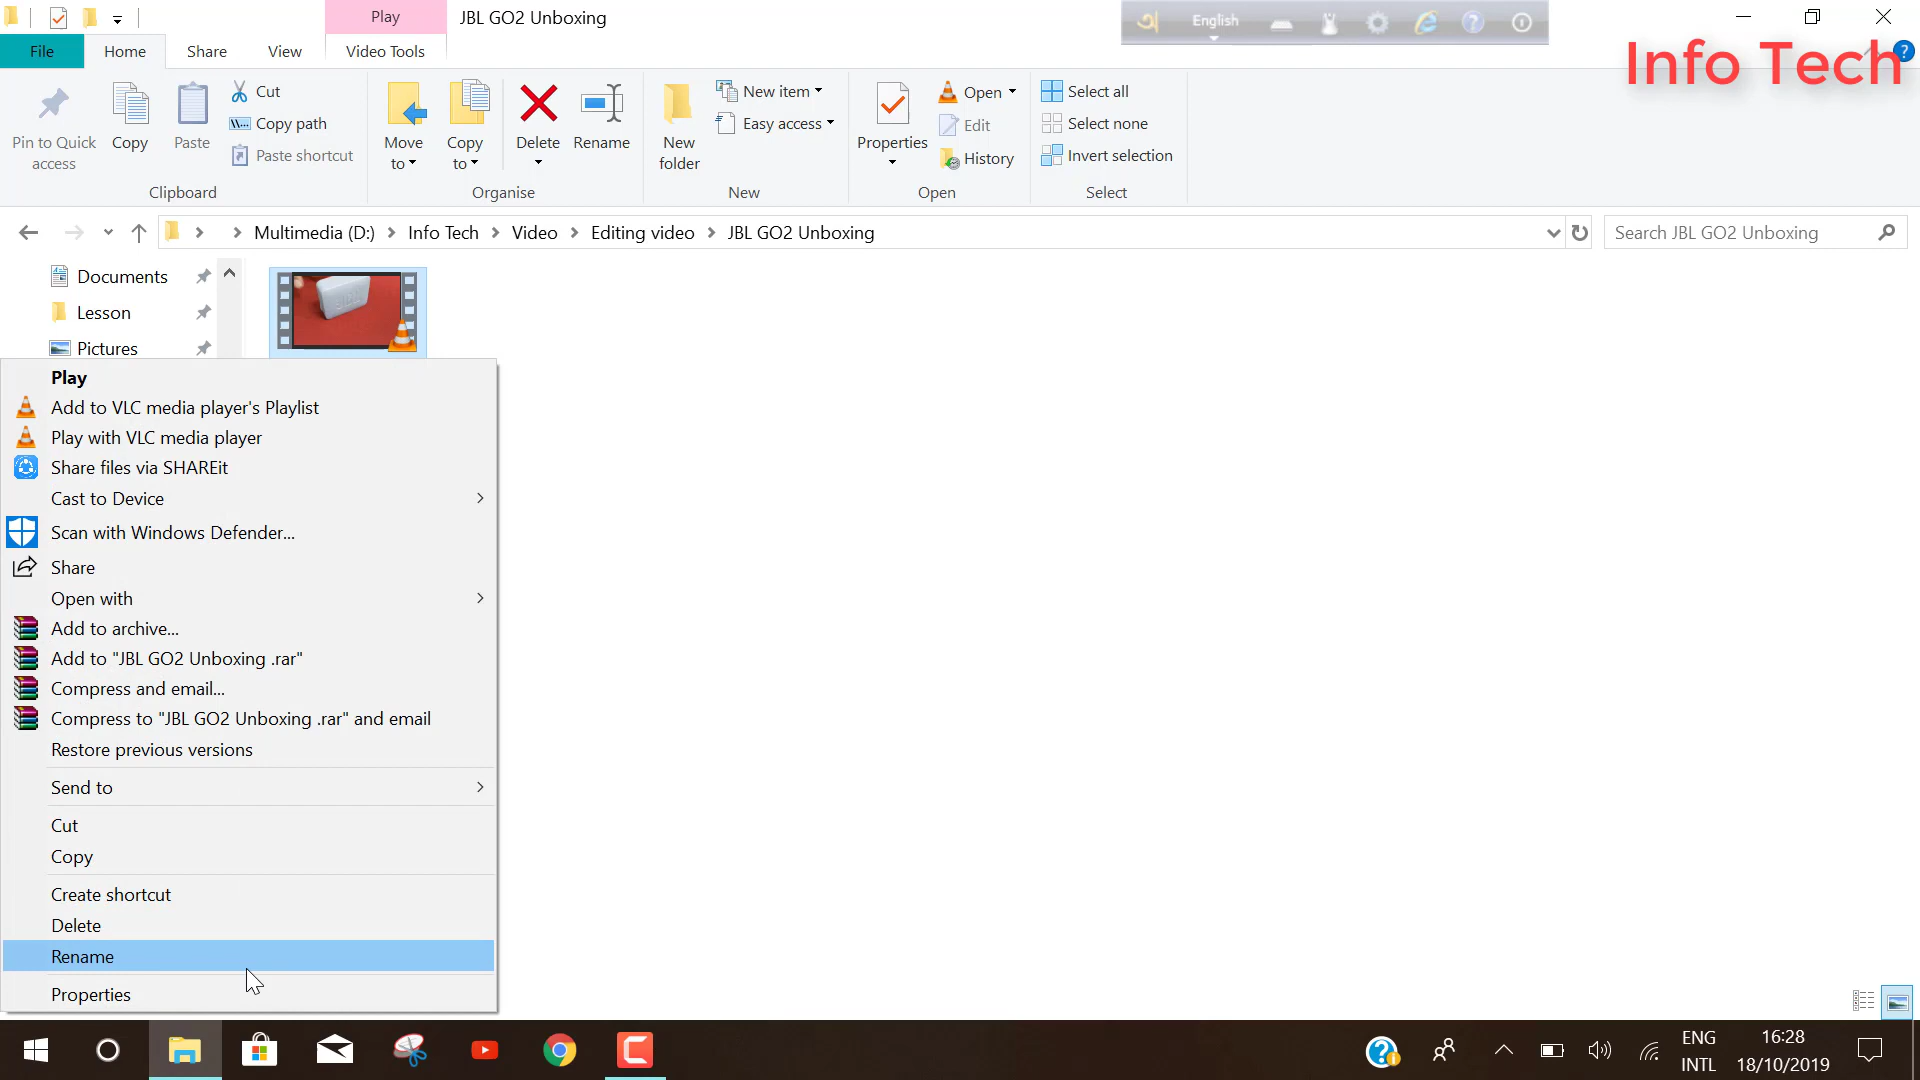 Play
JBL GO2 Unboxing
English
Info Tech
File
Home
Share
View
Video Tools
Pin to Quick access
Copy
Paste
Cut
Copy path
Paste shortcut
Clipboard
Move to
Copy to
Delete
Rename
Organise
New folder
New item
Easy access
New
Properties
Open
Edit
History
Open
Select all
Select none
Invert selection
Select
Multimedia (D:)
Info Tech
Video
Editing video
JBL GO2 Unboxing
Search JBL GO2 Unboxing
Documents
Lesson
Pictures
JBL
Play
Add to VLC media player's Playlist
Play with VLC media player
Share files via SHAREit
Cast to Device
Scan with Windows Defender...
Share
Open with
Add to archive...
Add to "JBL GO2 Unboxing .rar"
Compress and email...
Compress to "JBL GO2 Unboxing .rar" and email
Restore previous versions
Send to
Cut
Copy
Create shortcut
Delete
Rename
Properties
ENG
INTL
16:28
18/10/2019